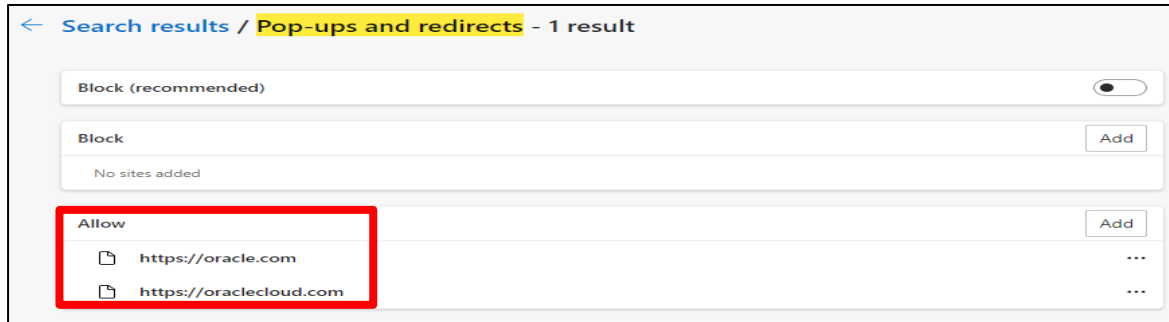 Search results / Pop-ups and redirects - 1 result
Block (recommended)
Block Add
No sites added
Allow Add
https://oracle.com
https://oraclecloud.com